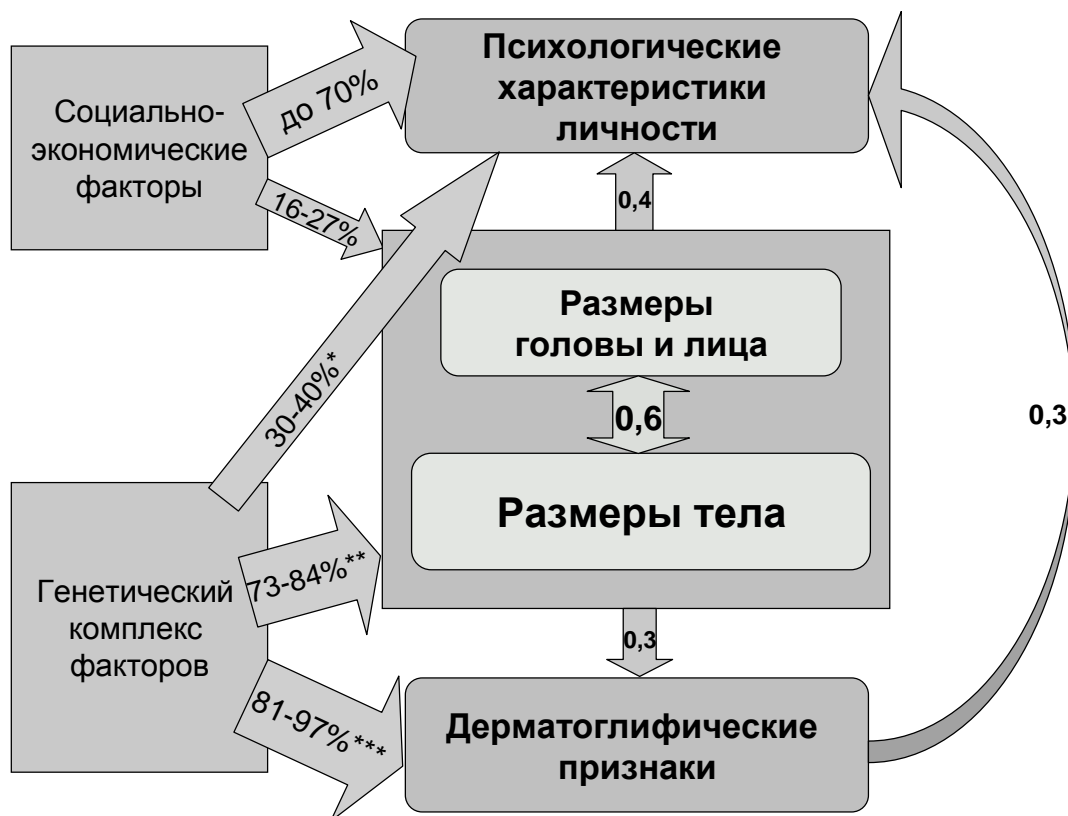 Социально-
экономические
факторы
до 70%
16-27%
Психологические
характеристики
личности
0,4
Размеры
головы и лица
0,6
Размеры тела
0,3
30-40%*
Генетический
комплекс
факторов
73-84%**
81-97%***
0,3
Дерматоглифические
признаки